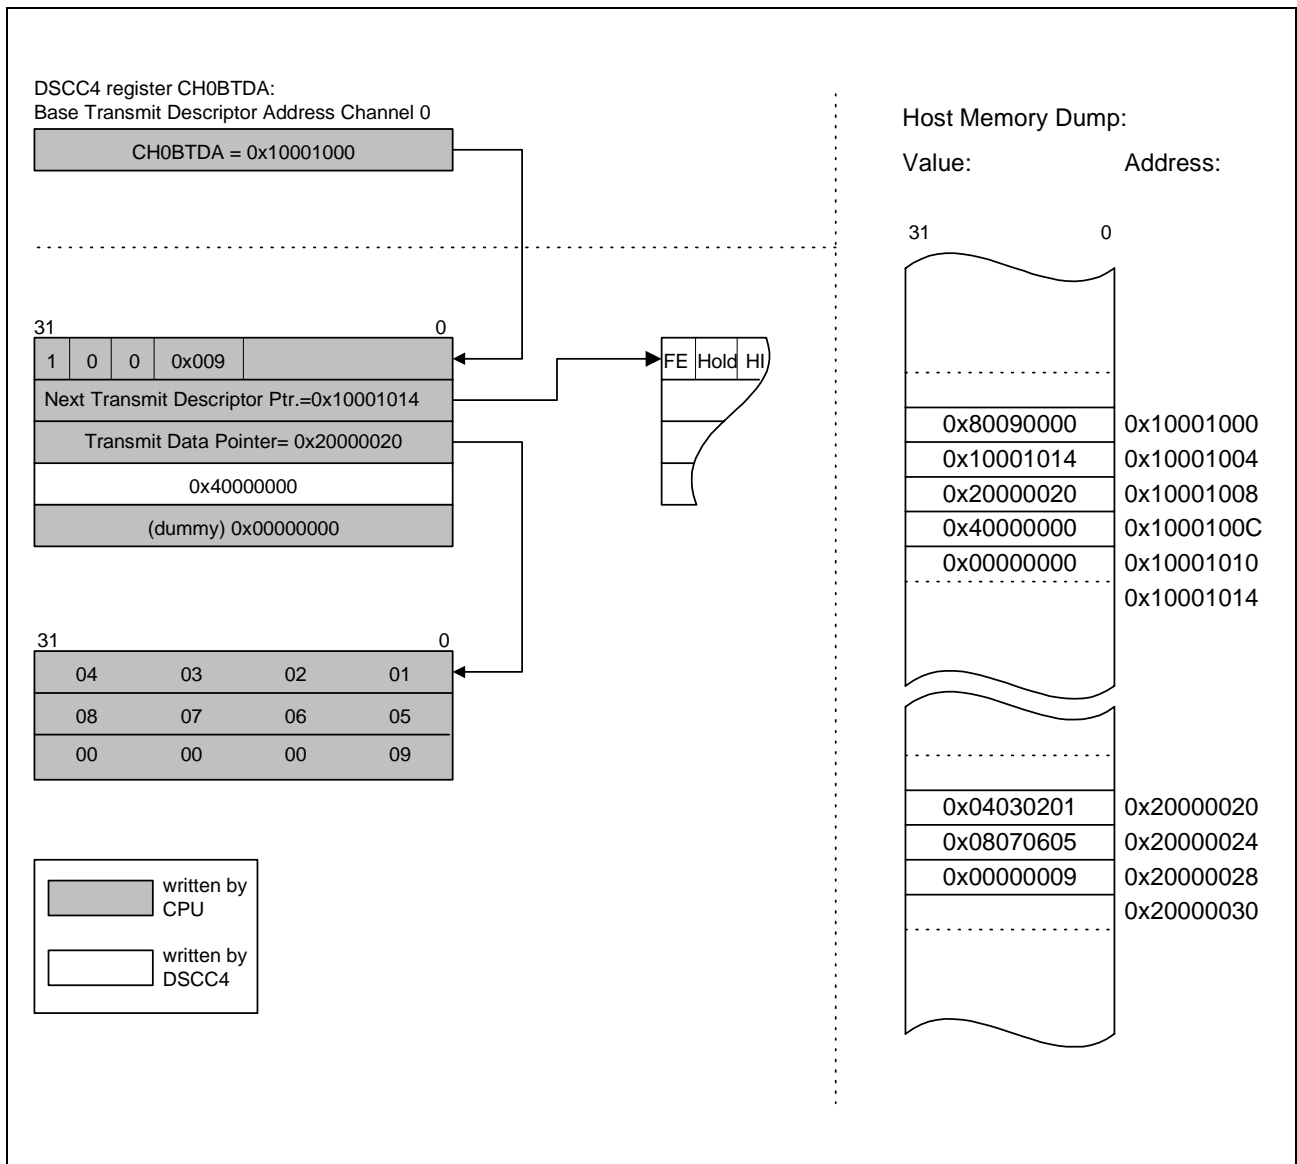 DSCC4 register CH0BTDA:
Base Transmit Descriptor Address Channel 0
CH0BTDA = 0x10001000
31 0
1 0 0 0x009
Next Transmit Descriptor Ptr.=0x10001014
Transmit Data Pointer= 0x20000020
0x40000000
(dummy) 0x00000000
FE Hold HI
31 0
04 03 02 01
08 07 06 05
00 00 00 09
written by
CPU
written by
DSCC4
Host Memory Dump:
Value: Address:
31 0
0x80090000 0x10001000
0x10001014 0x10001004
0x20000020 0x10001008
0x40000000 0x1000100C
0x00000000 0x10001010
0x10001014
0x04030201 0x20000020
0x08070605 0x20000024
0x00000009 0x20000028
0x20000030